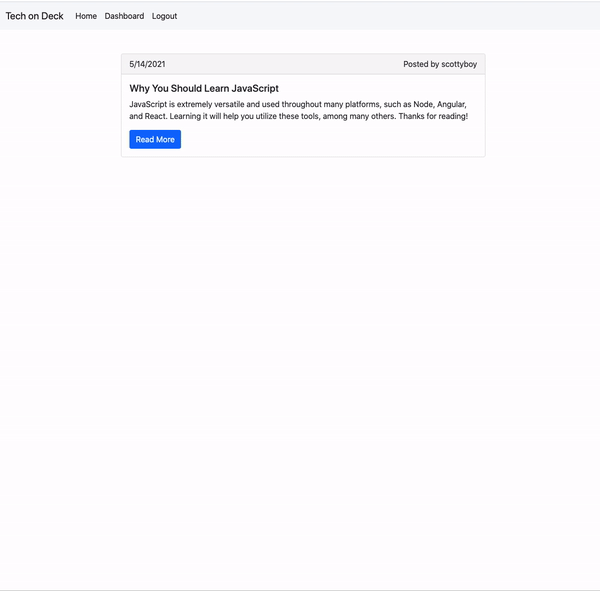 Tech on Deck Home Dashboard Logout
5/14/2021 Posted by scottyboy
Why You Should Learn JavaScript
JavaScript is extremely versatile and used throughout many platforms, such as Node, Angular,
and React. Learning it will help you utilize these tools, among many others. Thanks for reading!
Read More